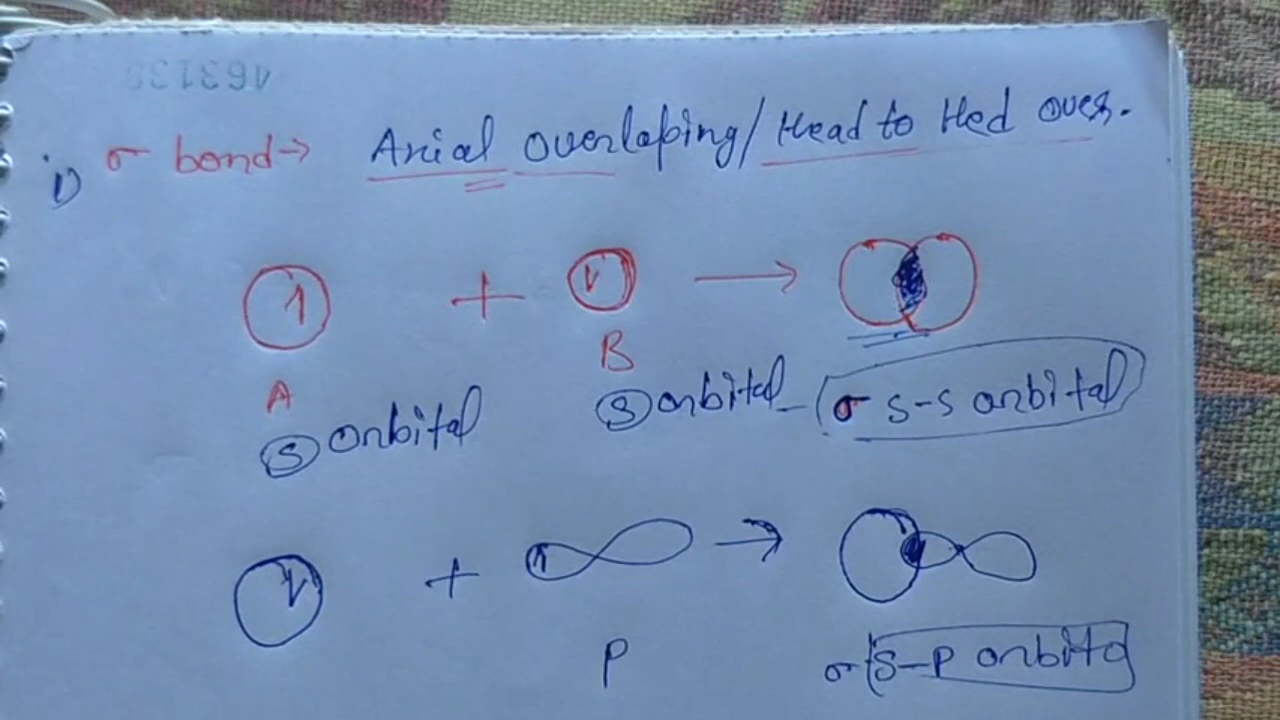 i) σ bond→ Axial overlaping/Head to Hed over.
1 + 1 →
A B
s orbital s orbital σ s-s orbital
1 + 1 →
p σ s-p orbital